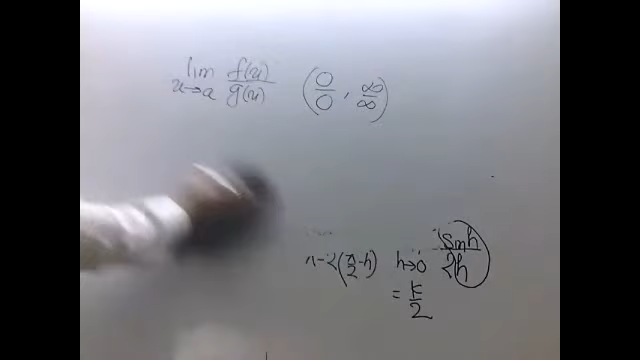 lim f(x)/g(x) (0/0, ∞/∞)
x→a
sin h/2h
π-2(π/2-h) h→0
= k/2